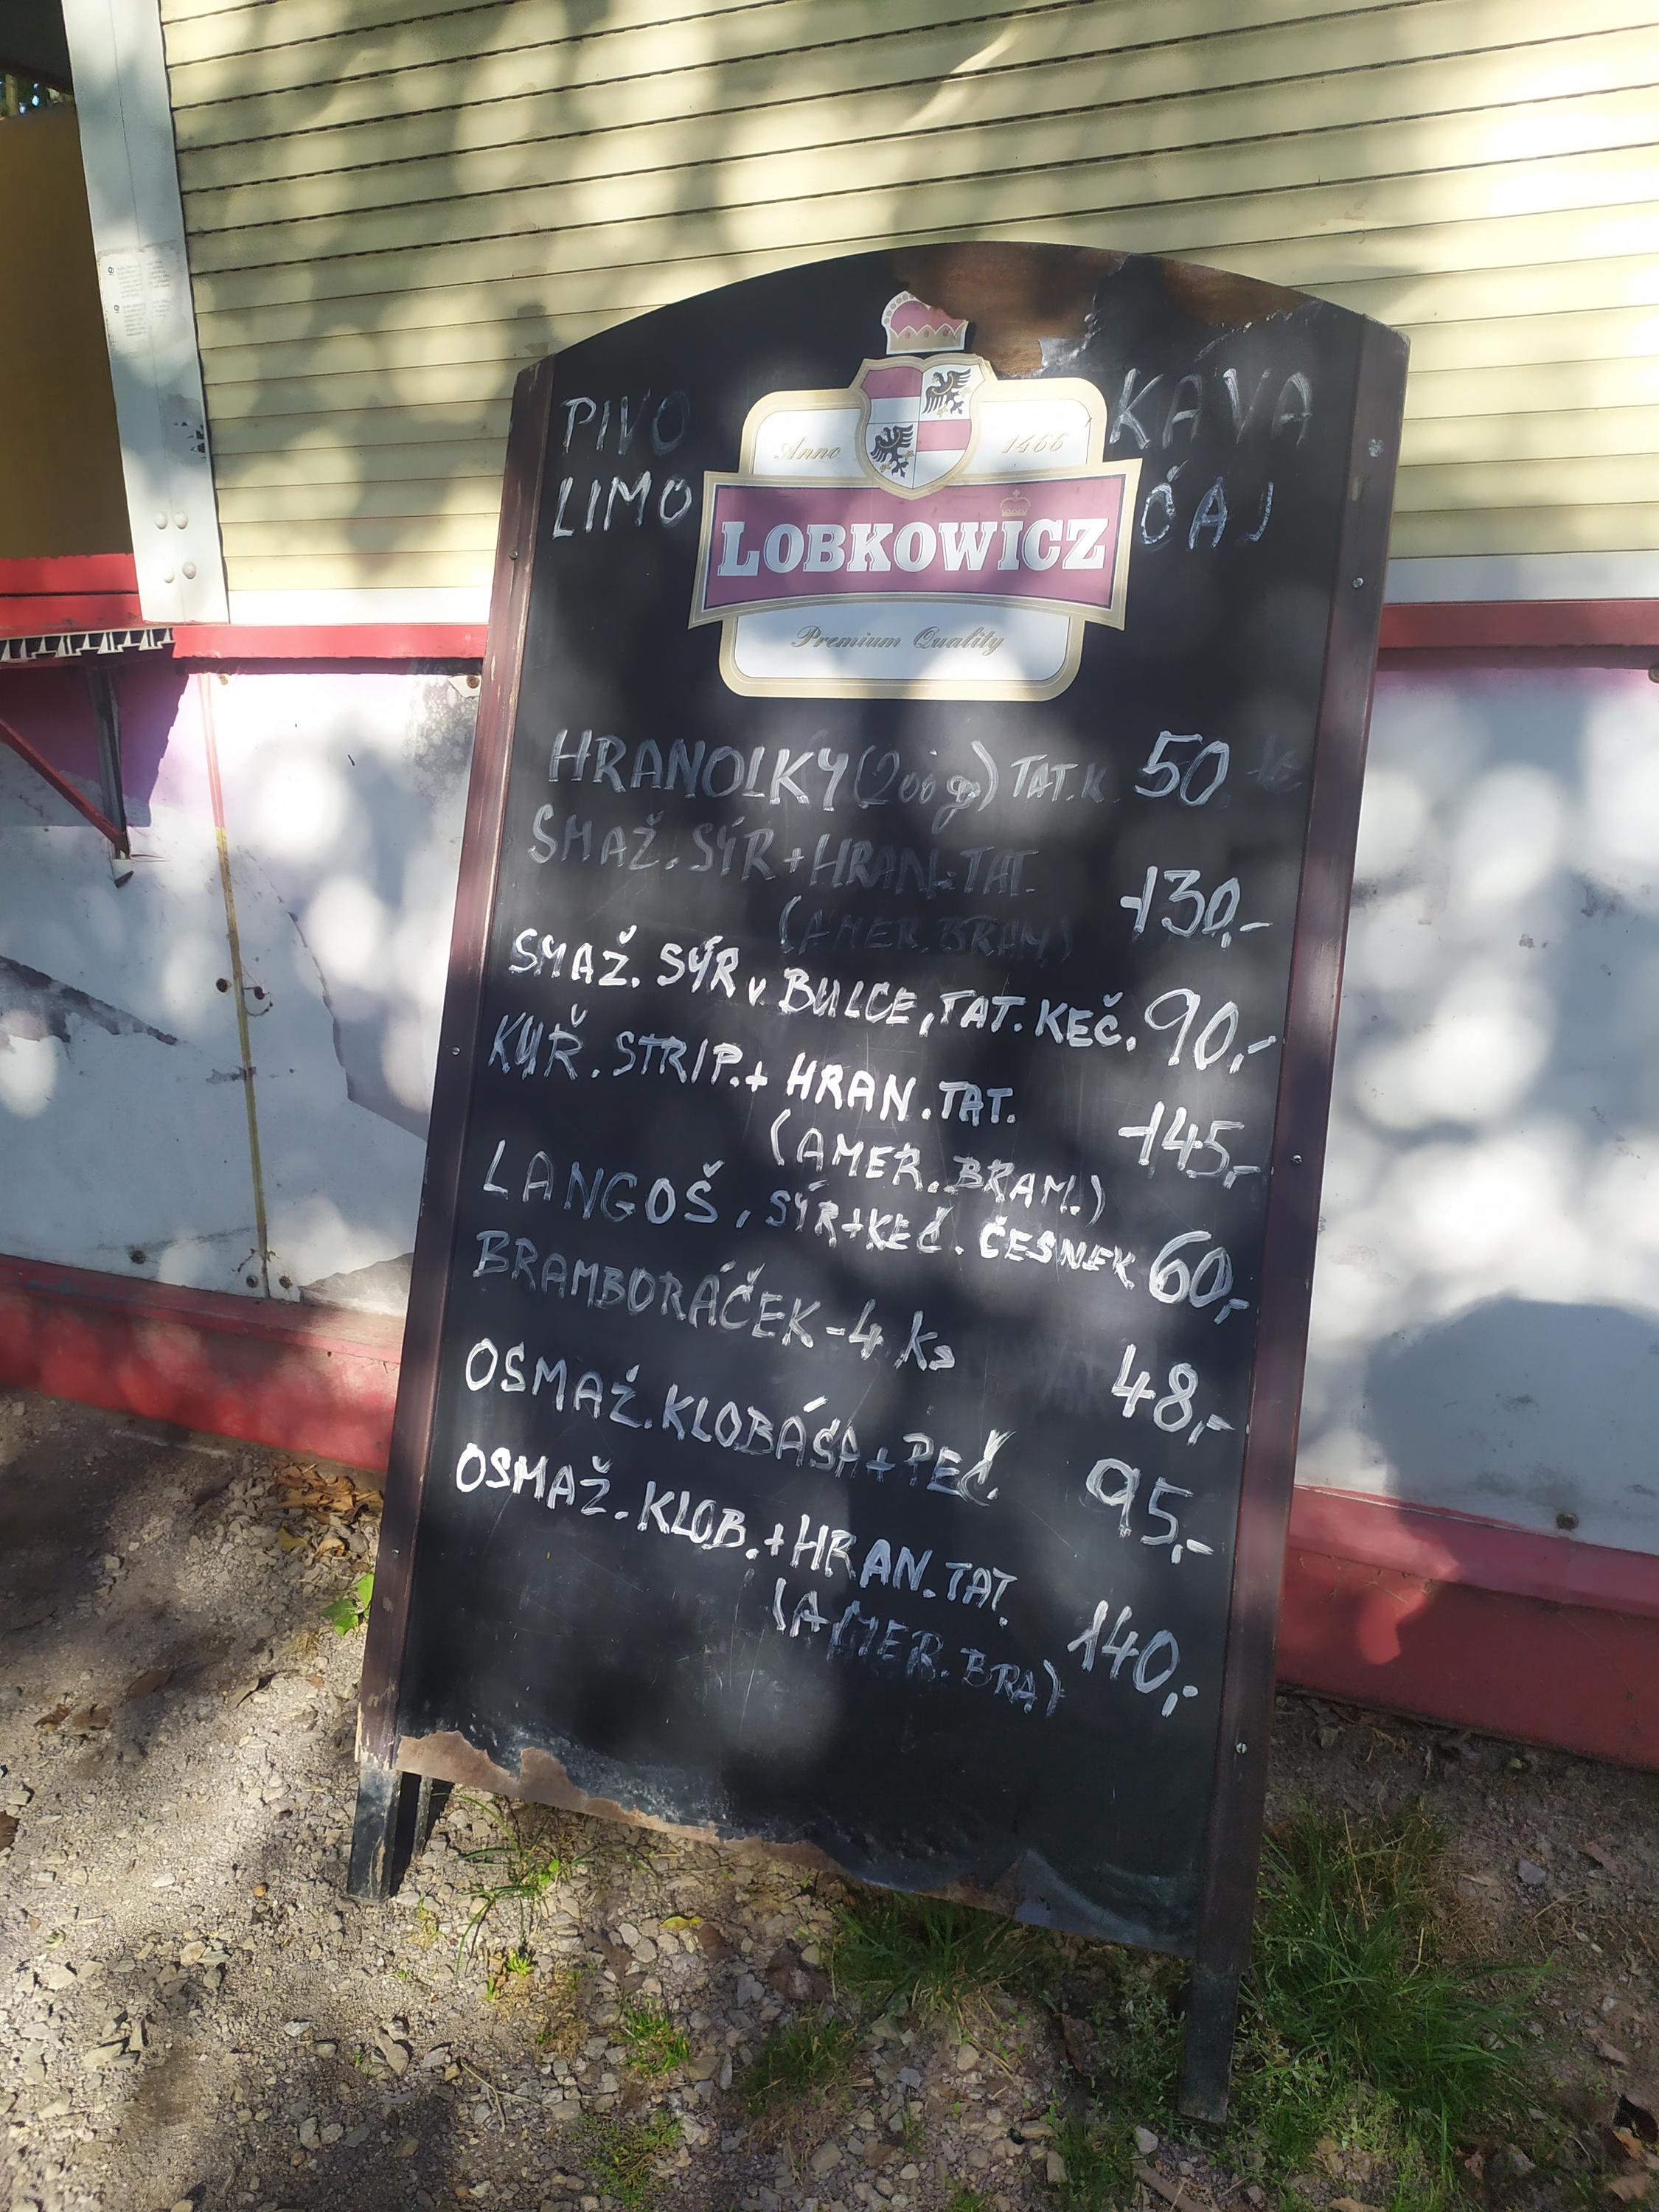 PIVO
KAVA
LIMO
ČAJ
Anno 1466
LOBKOWICZ
Premium Quality
HRANOLKY (200g) TAT. K. 50
SMAŽ. SÝR + HRAN. TAT.
(AMER. BRAM) 130,-
SMAŽ. SÝR v BULCE, TAT. KEČ. 90,-
KUŘ. STRIP. + HRAN. TAT.
(AMER. BRAM.) 145,-
LANGOŠ, SÝR + KEČ. ČESNEK 60,-
BRAMBORÁČEK - 4 ks 48,-
OSMAŽ. KLOBÁSA + PEČ. 95,-
OSMAŽ. KLOB. + HRAN. TAT.
(AMER. BRA) 140,-